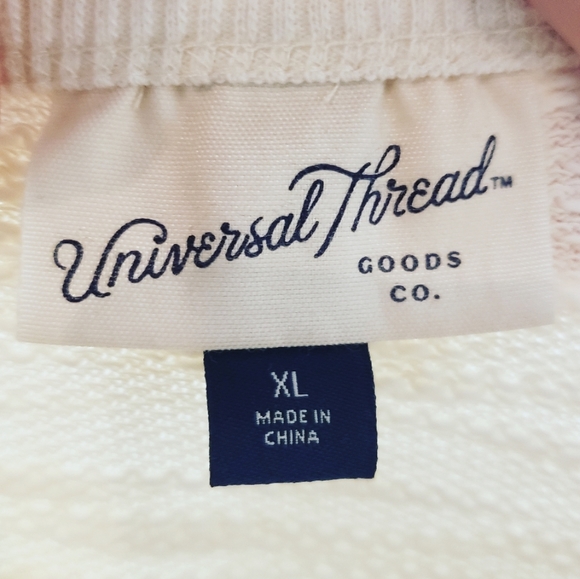 Universal Thread™
GOODS
CO.
XL
MADE IN
CHINA